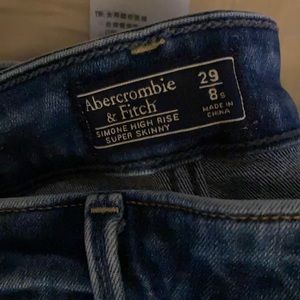 Abercrombie
& Fitch
SIMONE HIGH RISE
SUPER SKINNY
29
8S
MADE IN
CHINA